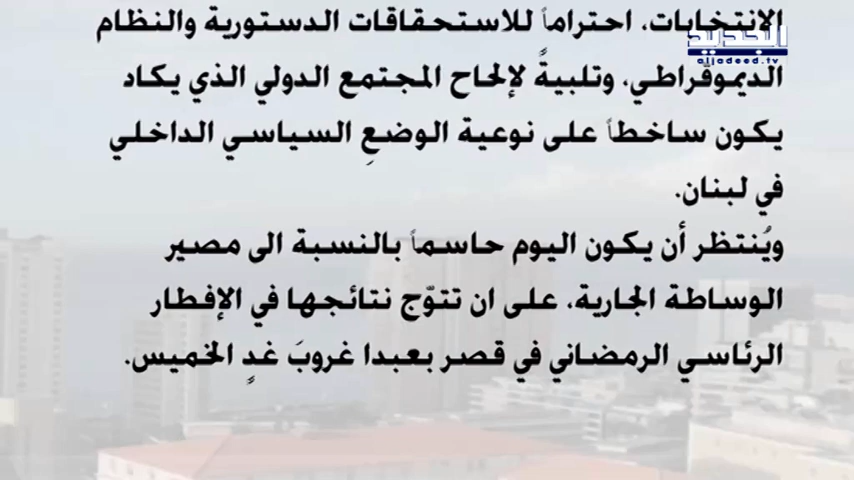 الانتخابات، احتراماً للاستحقاقات الدستورية والنظام
الديموقراطي، وتلبيةً لإلحاح المجتمع الدولي الذي يكاد
يكون ساخطاً على نوعية الوضعِ السياسي الداخلي
في لبنان.
ويُنتظر أن يكون اليوم حاسماً بالنسبة الى مصير
الوساطة الجارية، على ان تتوّج نتائجها في الإفطار
الرئاسي الرمضاني في قصر بعبدا غروبَ غدٍ الخميس.
الجديد
aljadeed.tv